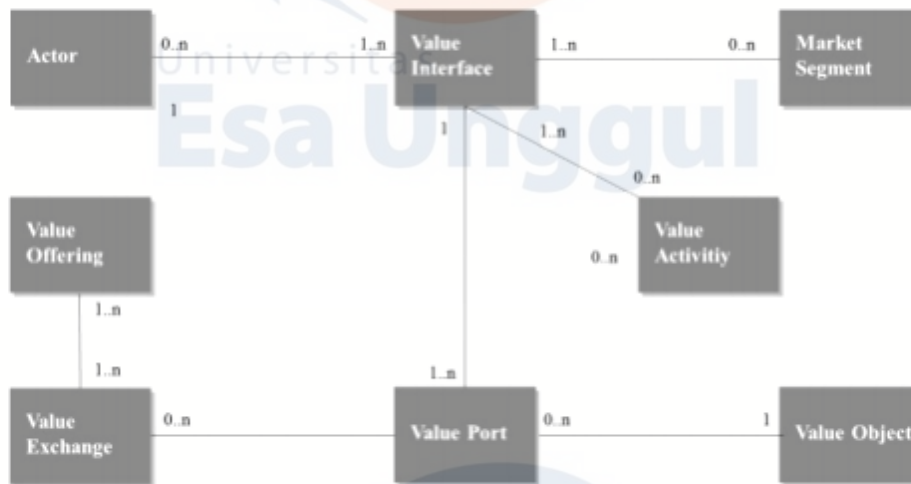 Actor
0..n
1..n
Value
Interface
1..n
0..n
Market
Segment
Universitas
Esa Unggul
1
1
1..n
0..n
Value
Offering
Value
Activitiy
0..n
1..n
1..n
1..n
Value
Exchange
0..n
Value Port
0..n
1
Value Object